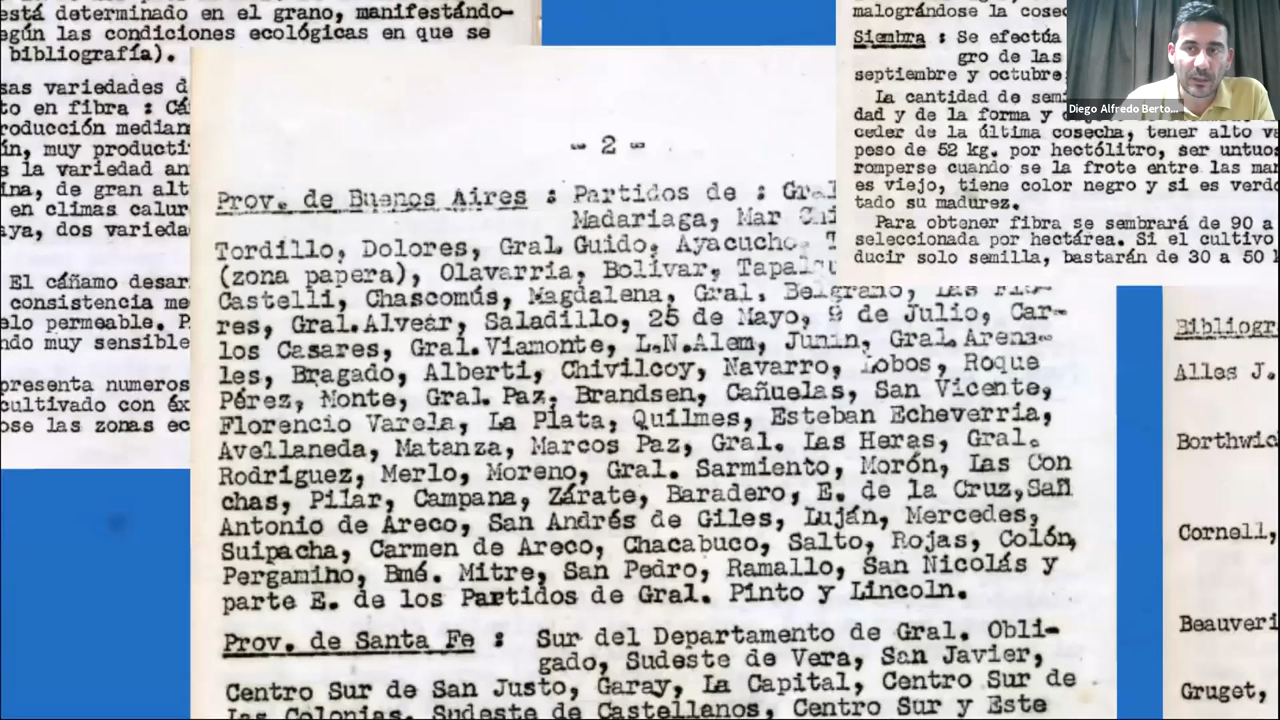 está determinado en el grano, manifestándo-
egún las condiciones ecológicas en que se
bibliografía).
sas variedades d
to en fibra : Cá
roducción median
ín, muy producti
s la variedad an
ina, de gran alt
en climas calur
aya, dos varieda
El cáñamo desar
consistencia me
elo permeable. P
ndo muy sensible
presenta numeros
cultivado con éx
ose las zonas ec
- 2 -
Prov. de Buenos Aires : Partidos de : Gral
Madariaga, Mar Chi
Tordillo, Dolores, Gral. Guido, Ayacucho, T
(zona papera), Olavarria, Bolívar, Tapalqu
Castelli, Chascomús, Magdalena, Gral. Belgrano, Las Flo-
res, Gral.Alvear, Saladillo, 25 de Mayo, 9 de Julio, Car-
los Casares, Gral.Viamonte, L.N.Alem, Junín, Gral.Arena-
les, Bragado, Alberti, Chivilcoy, Navarro, Lobos, Roque
Pérez, Monte, Gral. Paz, Brandsen, Cañuelas, San Vicente,
Florencio Varela, La Plata, Quilmes, Esteban Echeverria,
Avellaneda, Matanza, Marcos Paz, Gral. Las Heras, Gral.
Rodriguez, Merlo, Moreno, Gral. Sarmiento, Morón, Las Con
chas, Pilar, Campana, Zárate, Baradero, E. de la Cruz, San
Antonio de Areco, San Andrés de Giles, Luján, Mercedes,
Suipacha, Carmen de Areco, Chacabuco, Salto, Rojas, Colón,
Pergamino, Bmé. Mitre, San Pedro, Ramallo, San Nicolás y
parte E. de los Partidos de Gral. Pinto y Lincoln.
Prov. de Santa Fe : Sur del Departamento de Gral. Obli-
gado, Sudeste de Vera, San Javier,
Centro Sur de San Justo, Garay, La Capital, Centro Sur de
Las Colonias, Sudeste de Castellanos, Centro Sur y Este
malográndose la cosec
Siembra : Se efectúa
gro de las
septiembre y octubre
La cantidad de sem
dad y de la forma y
ceder de la última cosecha, tener alto v
peso de 52 kg. por hectólitro, ser untuos
romperse cuando se la frote entre las man
es viejo, tiene color negro y si es verd
tado su madurez.
Para obtener fibra se sembrará de 90 a
seleccionada por hectárea. Si el cultivo
ducir solo semilla, bastarán de 30 a 50 k
Diego Alfredo Berto...
Bibliogr
Alles J.
Borthwic
Cornell,
Beauveri
Gruget,